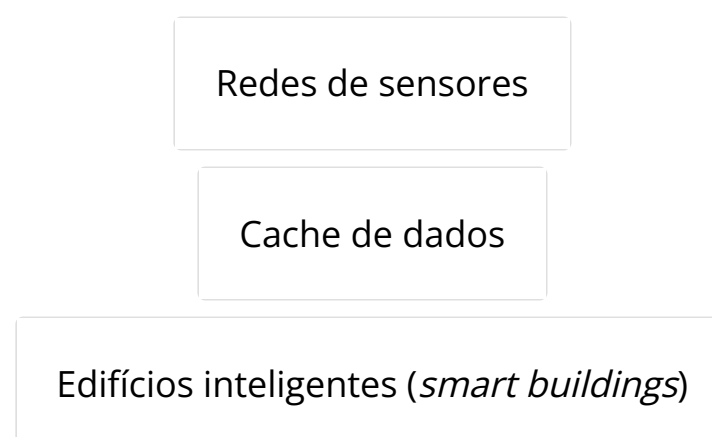 Redes de sensores
Cache de dados
Edifícios inteligentes (smart buildings)